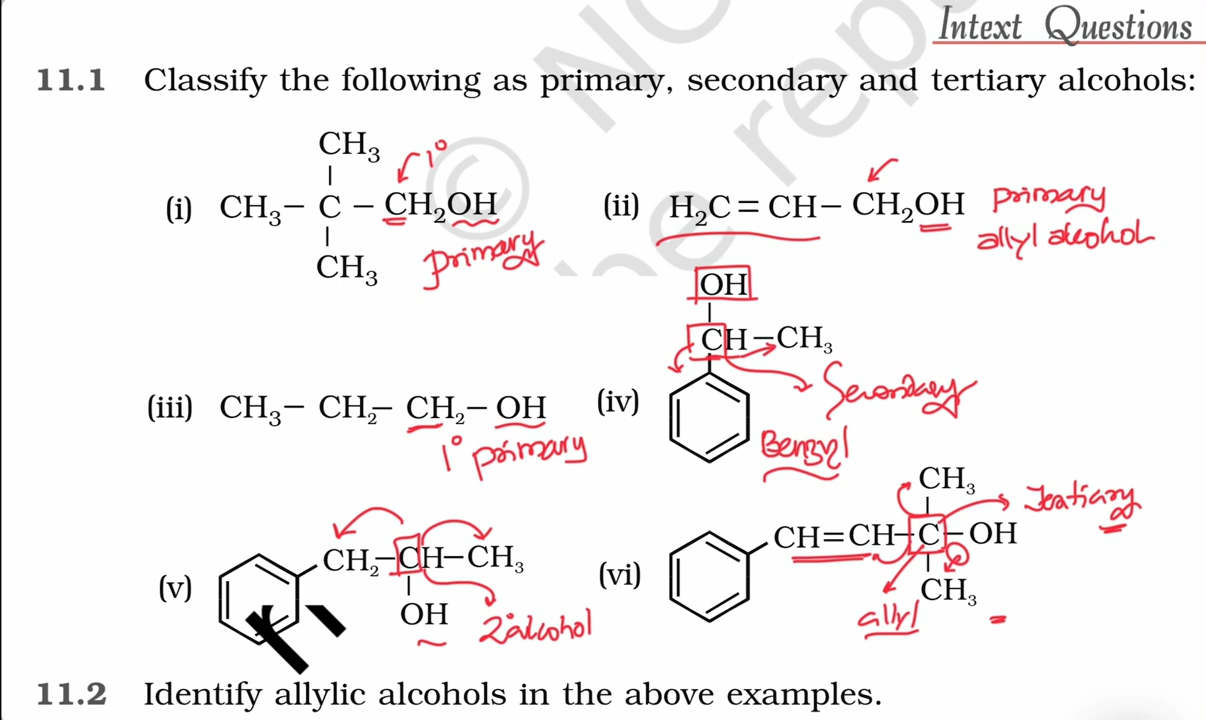 Intext Questions
11.1 Classify the following as primary, secondary and tertiary alcohols:
CH₃
1°
(i) CH₃– C – CH₂OH
CH₃
primary
(ii) H₂C = CH – CH₂OH
primary
allyl alcohol
(iii) CH₃– CH₂– CH₂– OH
1° primary
(iv)
OH
CH–CH₃
Secondary
Benzyl
(v) CH₂–CH–CH₃
OH
2° alcohol
(vi)
CH₃
CH=CH–C–OH
CH₃
allyl
=
11.2 Identify allylic alcohols in the above examples.